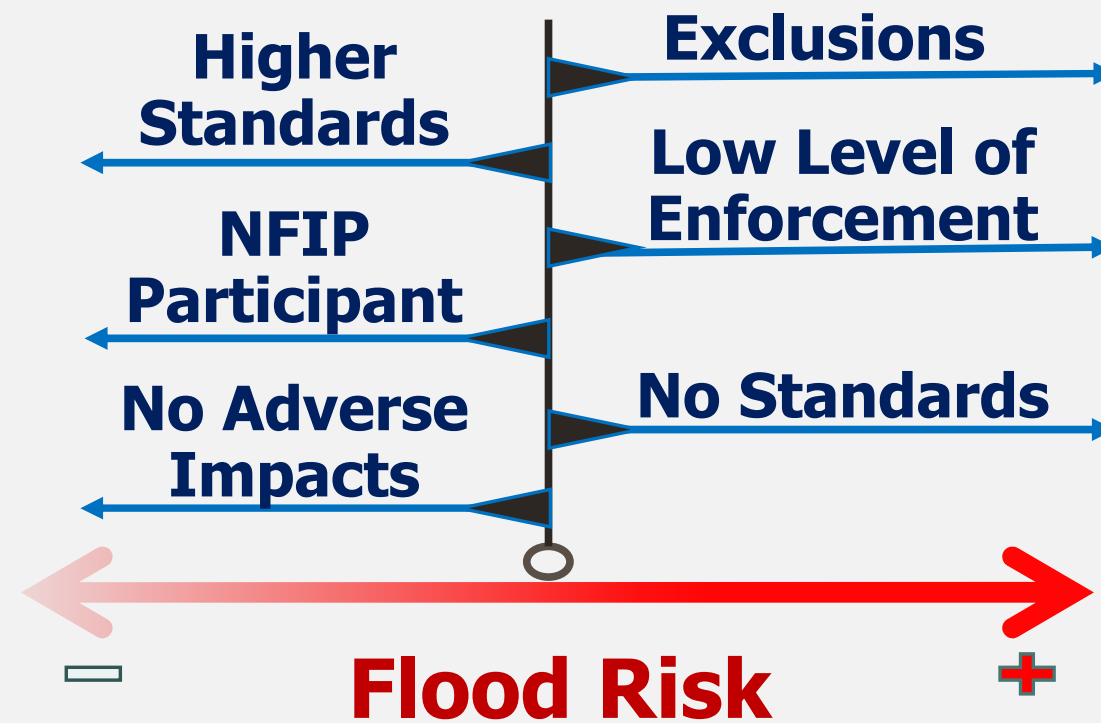 Higher
Standards
NFIP
Participant
No Adverse
Impacts
Exclusions
Low Level of
Enforcement
No Standards
Flood Risk